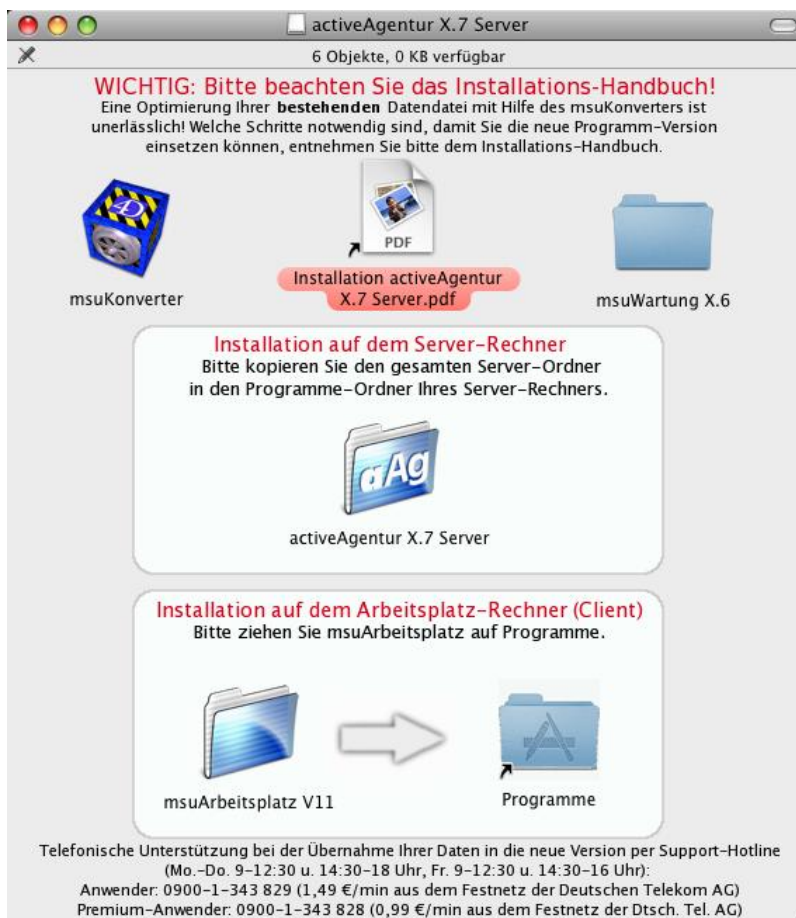 activeAgentur X.7 Server
6 Objekte, 0 KB verfügbar
WICHTIG: Bitte beachten Sie das Installations-Handbuch!
Eine Optimierung Ihrer bestehenden Datendatei mit Hilfe des msuKonverters ist
unerlässlich! Welche Schritte notwendig sind, damit Sie die neue Programm-Version
einsetzen können, entnehmen Sie bitte dem Installations-Handbuch.
4D
PDF
msuKonverter
Installation activeAgentur
X.7 Server.pdf
msuWartung X.6
Installation auf dem Server-Rechner
Bitte kopieren Sie den gesamten Server-Ordner
in den Programme-Ordner Ihres Server-Rechners.
aAg
activeAgentur X.7 Server
Installation auf dem Arbeitsplatz-Rechner (Client)
Bitte ziehen Sie msuArbeitsplatz auf Programme.
msuArbeitsplatz V11
Programme
Telefonische Unterstützung bei der Übernahme Ihrer Daten in die neue Version per Support-Hotline
(Mo.-Do. 9-12:30 u. 14:30-18 Uhr, Fr. 9-12:30 u. 14:30-16 Uhr):
Anwender: 0900-1-343 829 (1,49 €/min aus dem Festnetz der Deutschen Telekom AG)
Premium-Anwender: 0900-1-343 828 (0,99 €/min aus dem Festnetz der Dtsch. Tel. AG)